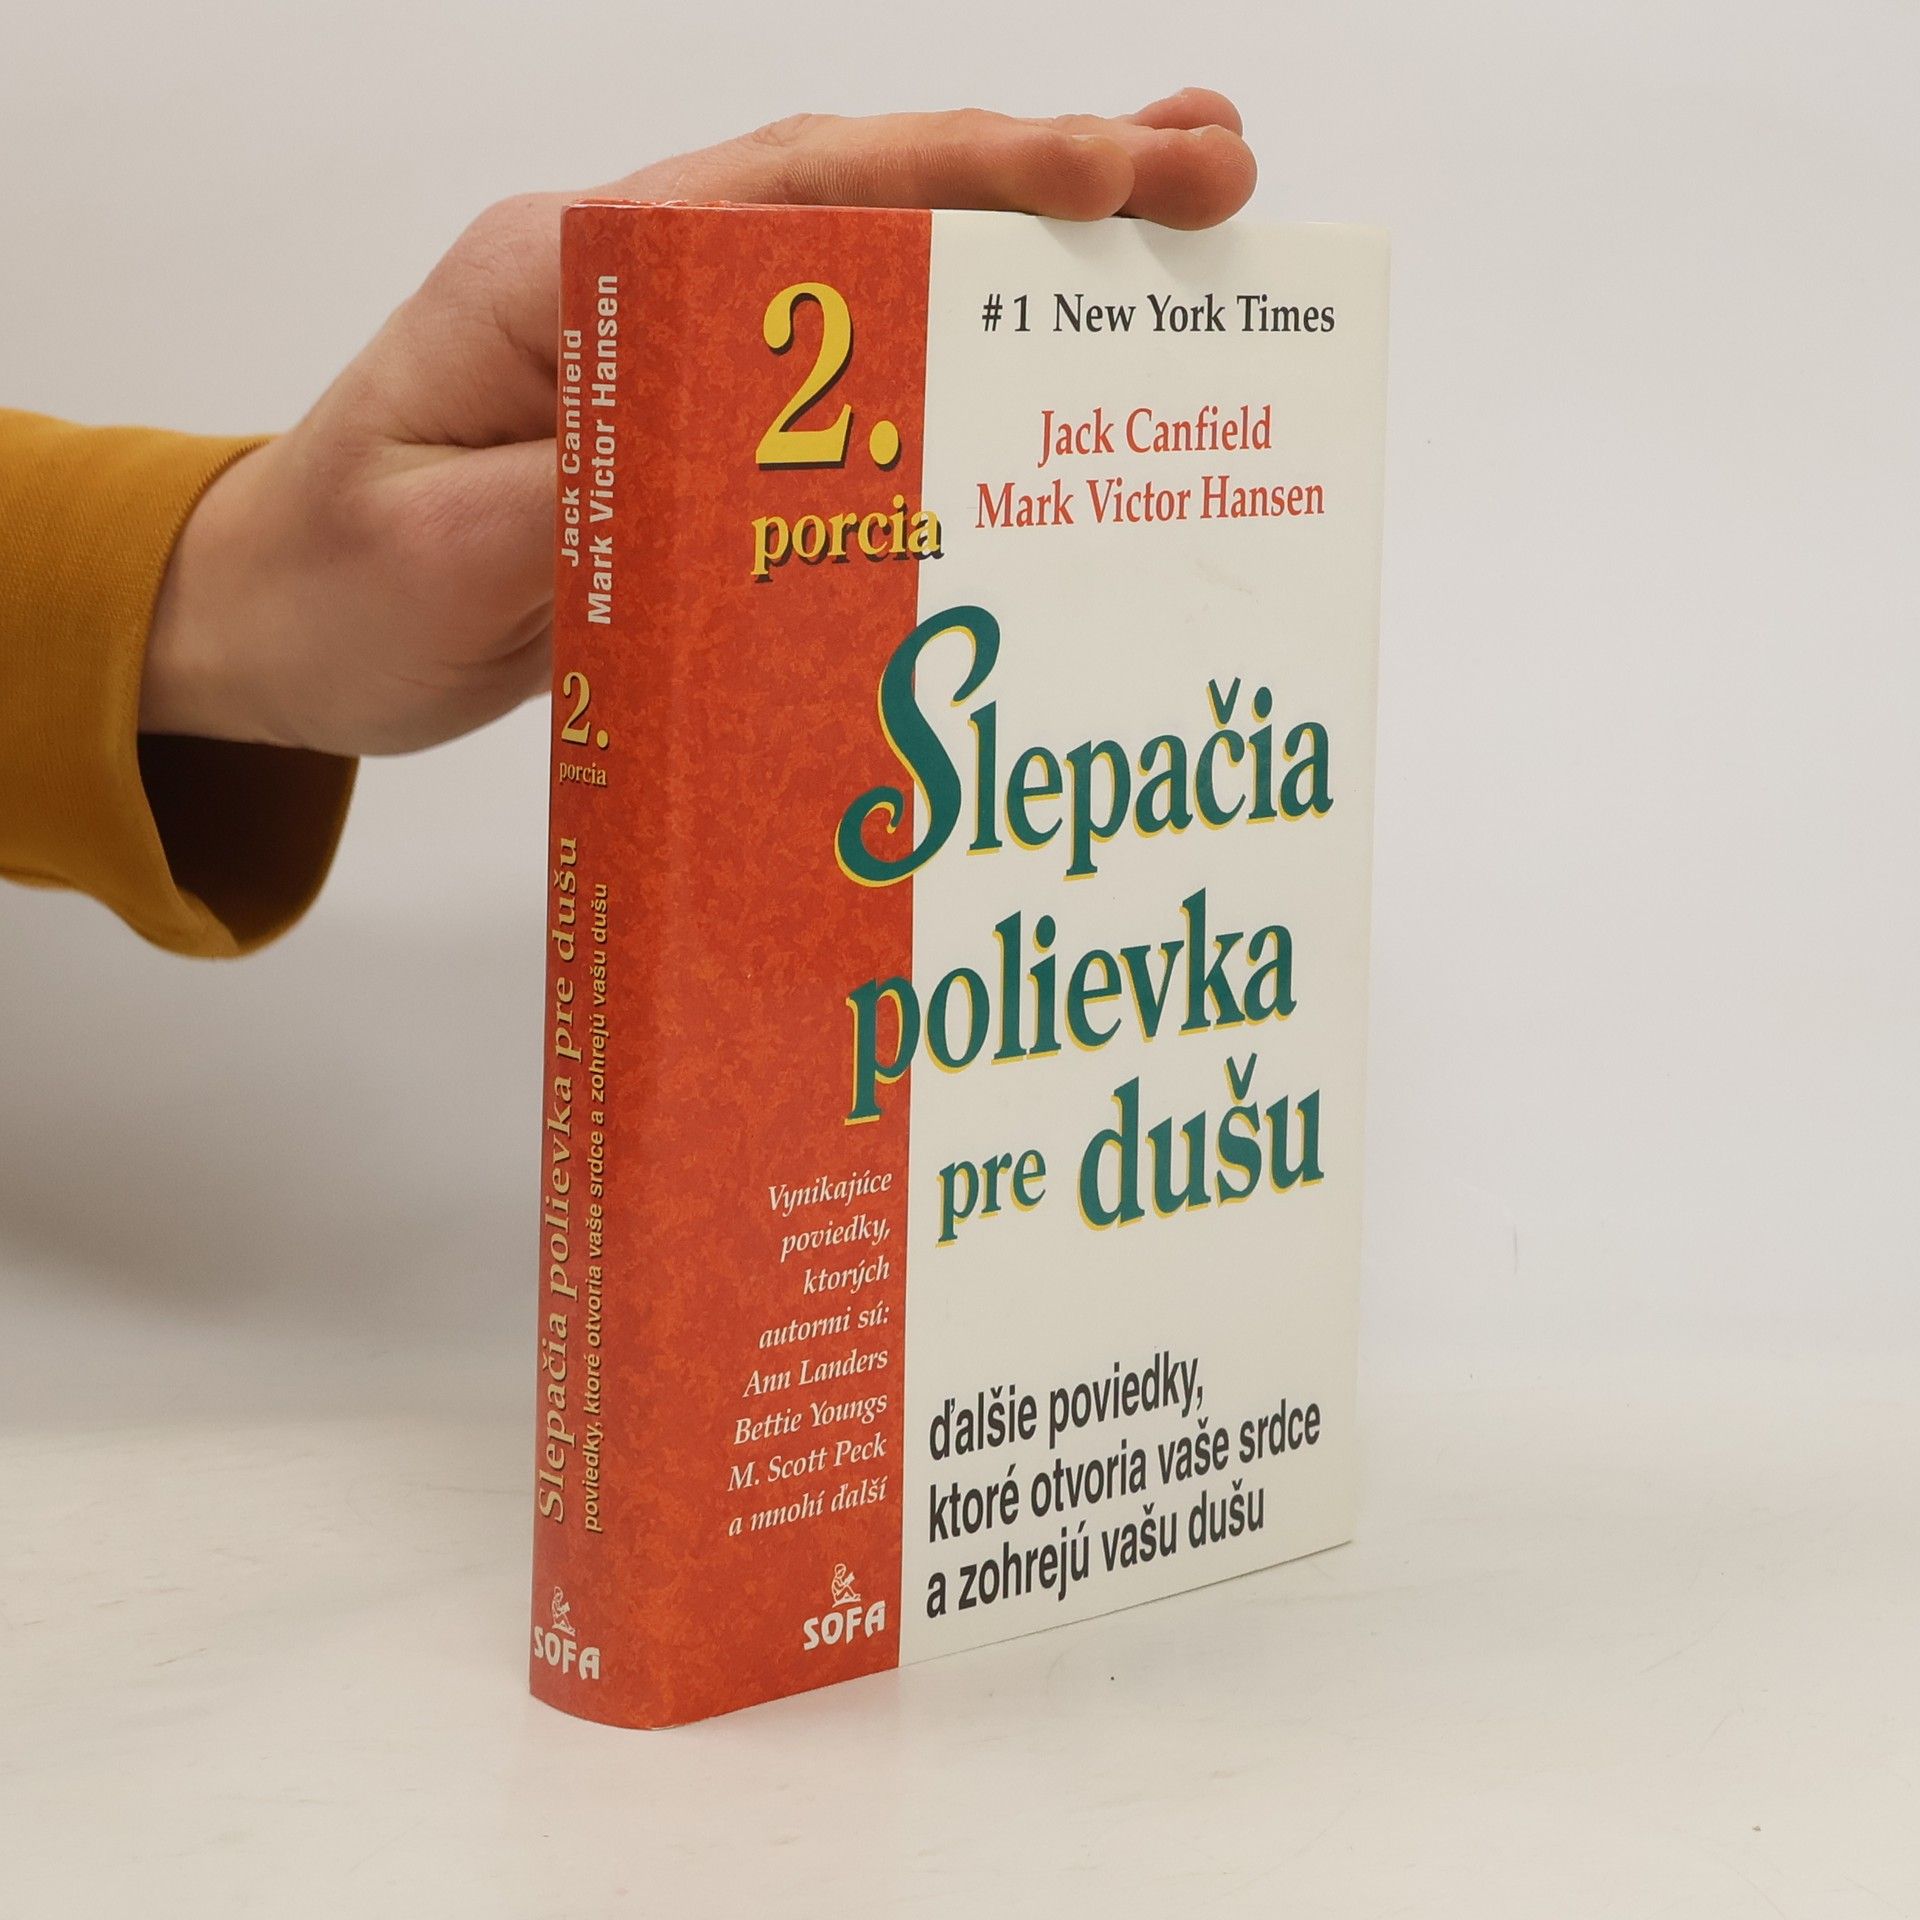 Jack Canfield
Mark Victor Hansen
2.
porcia
Slepačia polievka pre dušu
poviedky, ktoré otvoria vaše srdce a zohrejú vašu dušu
SOFA
2.
porcia
# 1 New York Times
Jack Canfield
Mark Victor Hansen
Slepačia
polievka
pre dušu
Vynikajúce
poviedky,
ktorých
autormi sú:
Ann Landers
Bettie Youngs
M. Scott Peck
a mnohí ďalší
SOFA
ďalšie poviedky,
ktoré otvoria vaše srdce
a zohrejú vašu dušu